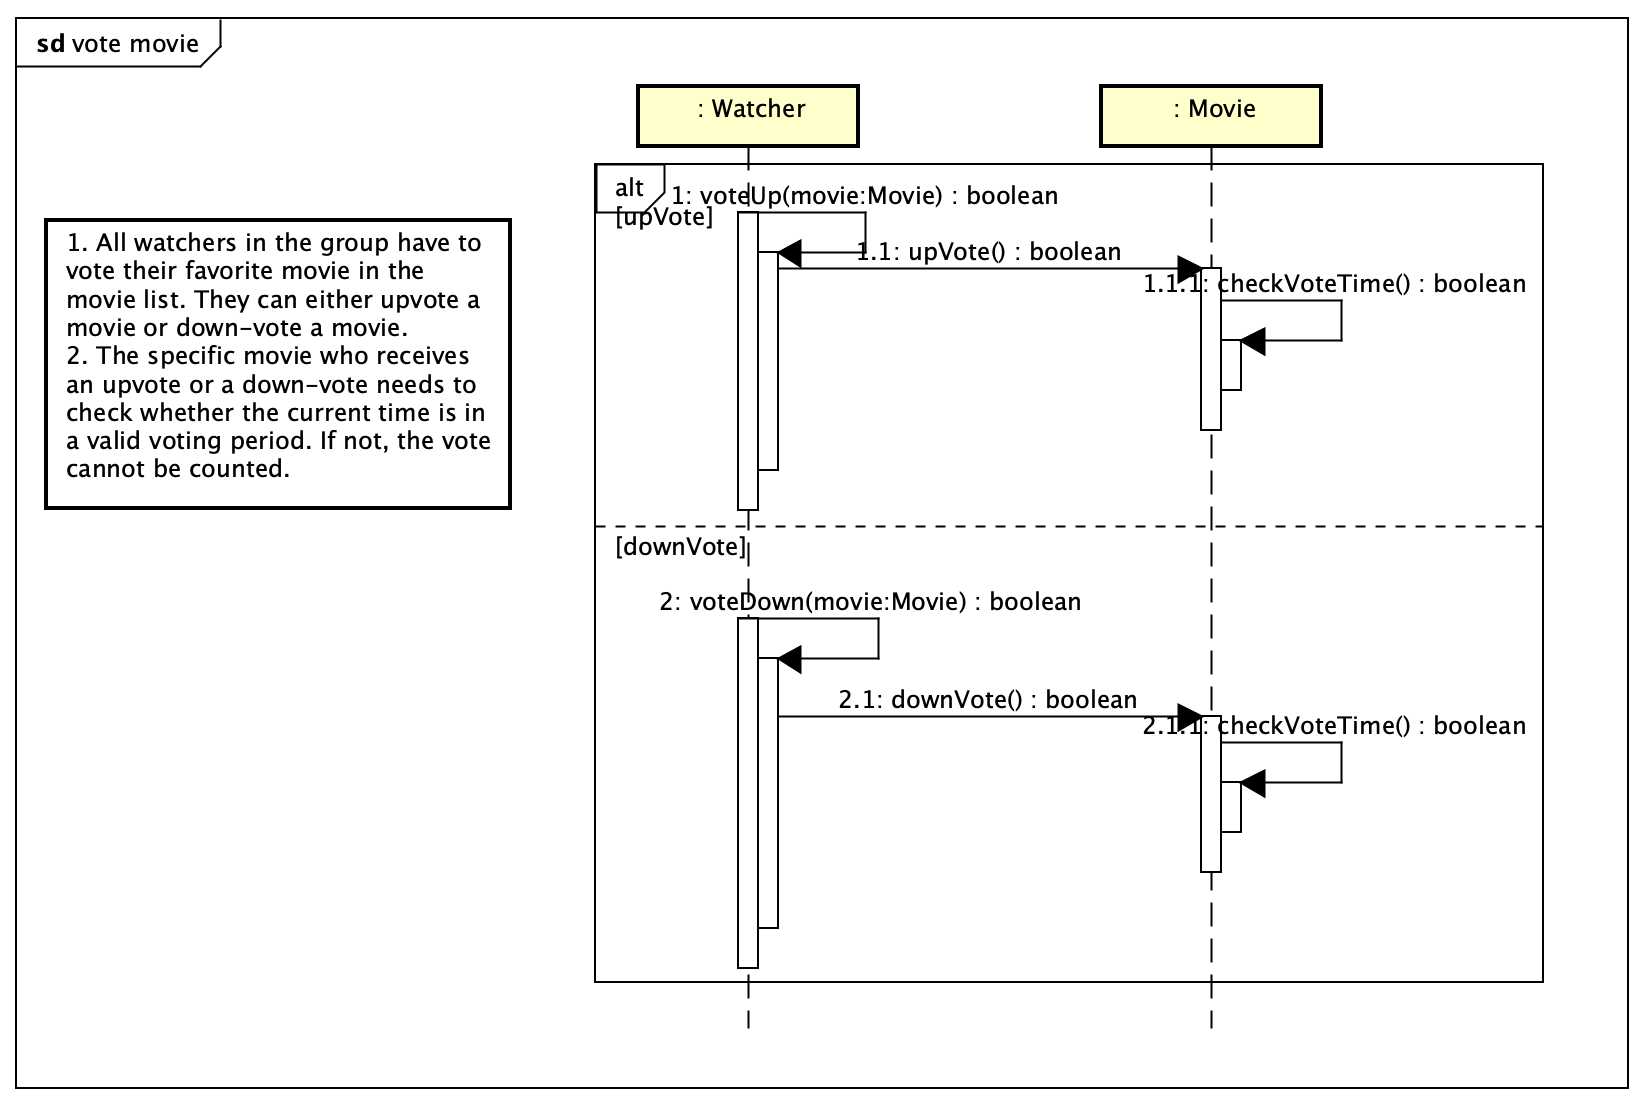 sd vote movie
: Watcher
: Movie
alt
1: voteUp(movie:Movie) : boolean
[upVote]
1.1: upVote() : boolean
1.1.1: checkVoteTime() : boolean
1. All watchers in the group have to
vote their favorite movie in the
movie list. They can either upvote a
movie or down-vote a movie.
2. The specific movie who receives
an upvote or a down-vote needs to
check whether the current time is in
a valid voting period. If not, the vote
cannot be counted.
[downVote]
2: voteDown(movie:Movie) : boolean
2.1: downVote() : boolean
2.1.1: checkVoteTime() : boolean